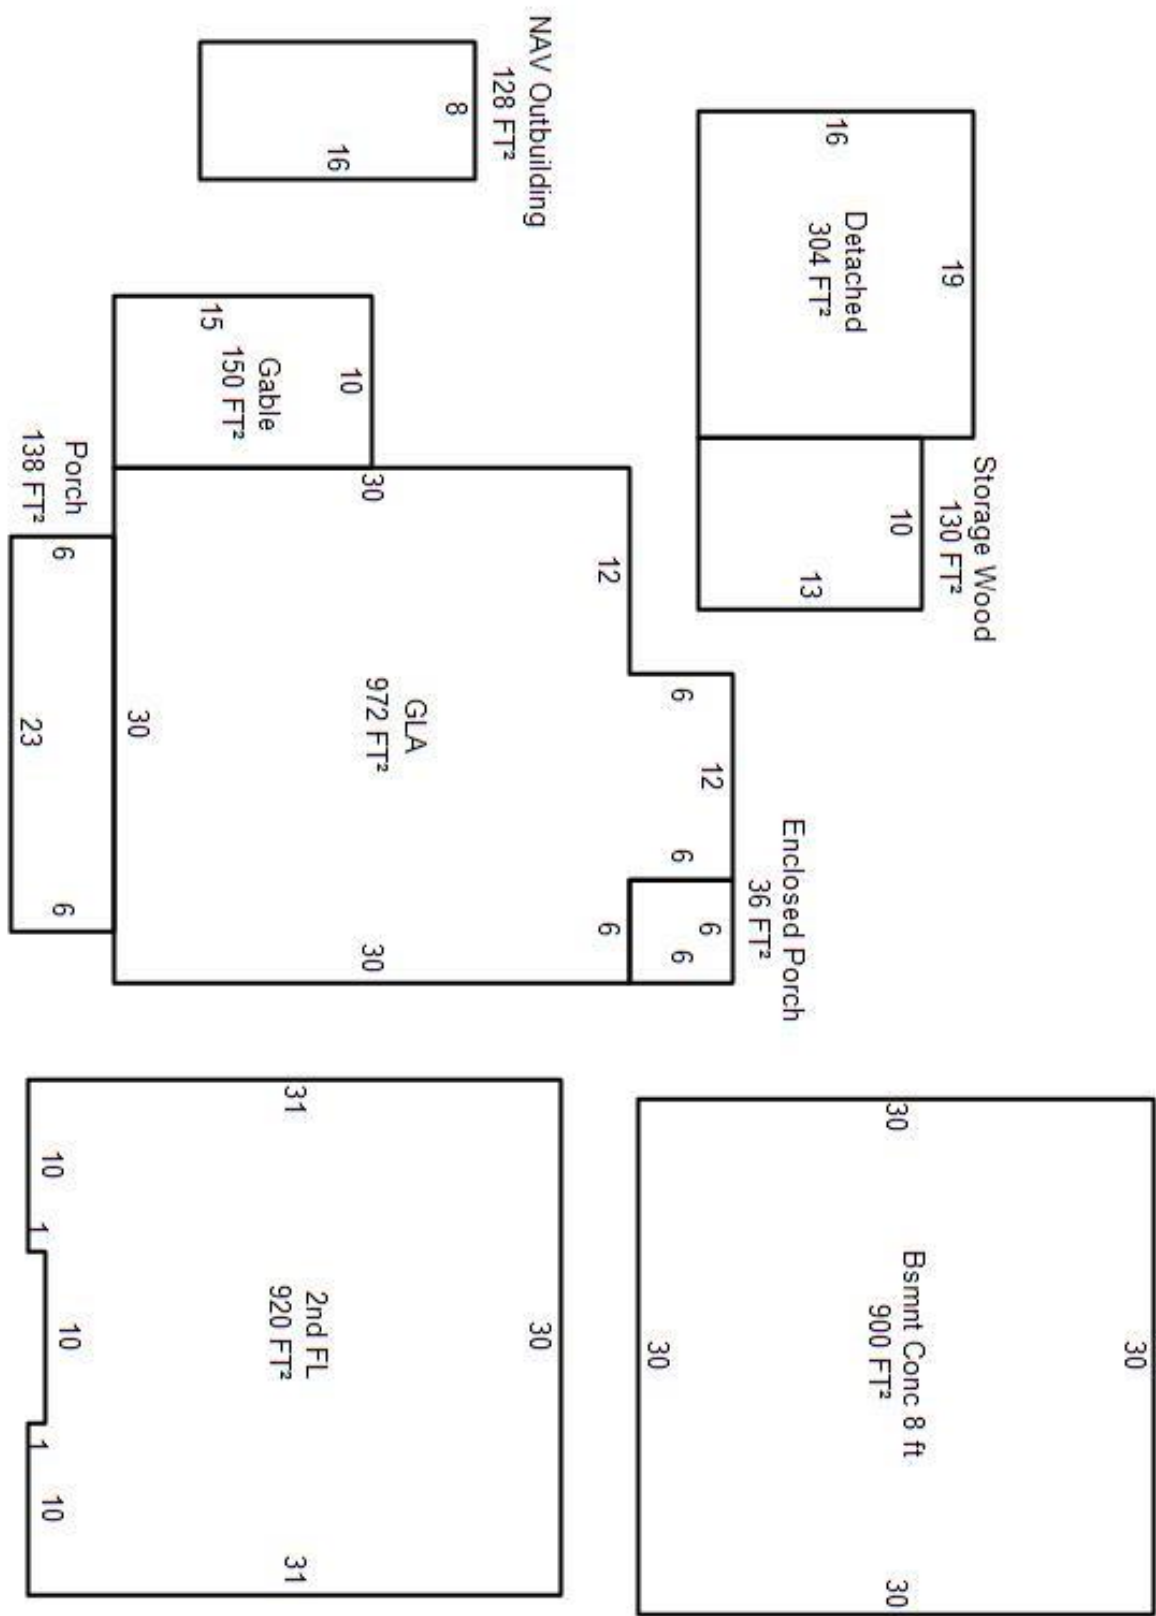 19
16
Detached
304 FT²
Storage Wood
130 FT²
10
13
NAV Outbuilding
128 FT²
8
16
Enclosed Porch
36 FT²
12
6
6
6
6
12
6
GLA
972 FT²
30
30
30
10
Gable
150 FT²
15
Porch
138 FT²
6
6
23
30
30
30
Bsmnt Conc 8 ft
900 FT²
30
30
31
31
2nd FL
920 FT²
10
10
10
1
1